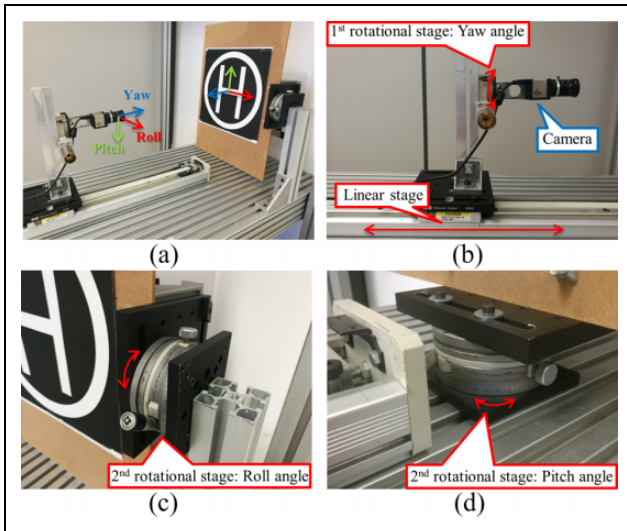 Yaw
Roll
Pitch
H
(a)
1st rotational stage: Yaw angle
Camera
Linear stage
(b)
H
2nd rotational stage: Roll angle
(c)
2nd rotational stage: Pitch angle
(d)